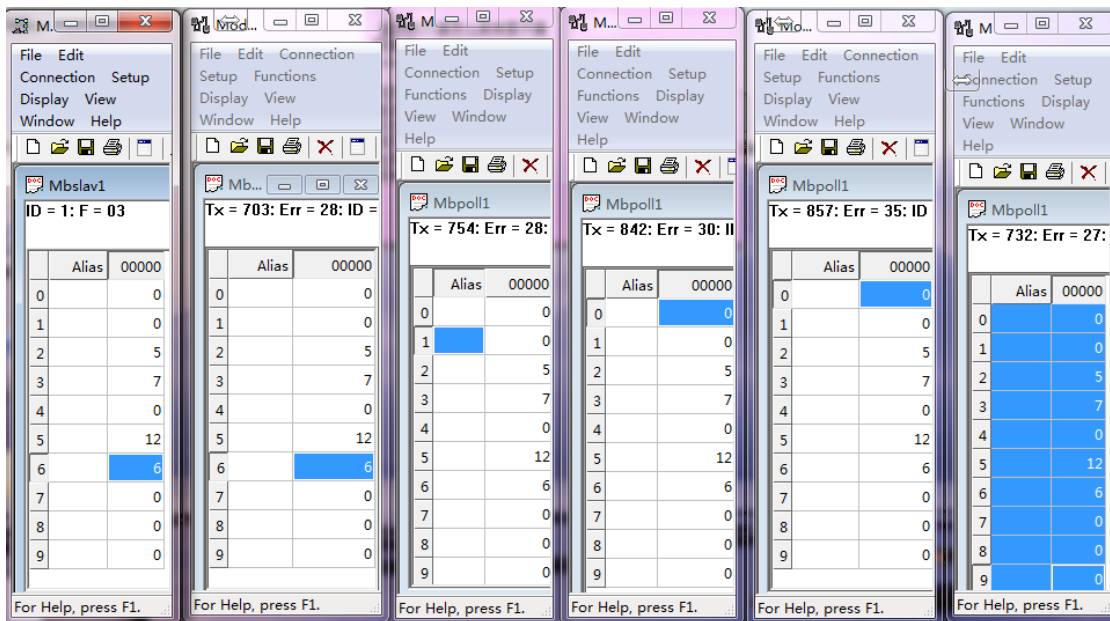 M.
File Edit
Connection Setup
Display View
Window Help
Mbslav1
ID = 1: F = 03
Alias 00000
0 0
1 0
2 5
3 7
4 0
5 12
6 6
7 0
8 0
9 0
For Help, press F1.
Mod...
File Edit Connection
Setup Functions
Display View
Window Help
Mb...
Tx = 703: Err = 28: ID =
Alias 00000
0 0
1 0
2 5
3 7
4 0
5 12
6 6
7 0
8 0
9 0
For Help, press F1.
M
File Edit
Connection Setup
Functions Display
View Window
Help
Mbpoll1
Tx = 754: Err = 28:
Alias 00000
0 0
1 0
2 5
3 7
4 0
5 12
6 6
7 0
8 0
9 0
For Help, press F1.
M...
File Edit
Connection Setup
Functions Display
View Window
Help
Mbpoll1
Tx = 842: Err = 30: II
Alias 00000
0 0
1 0
2 5
3 7
4 0
5 12
6 6
7 0
8 0
9 0
For Help, press F1.
Mo...
File Edit Connection
Setup Functions
Display View
Window Help
Mbpoll1
Tx = 857: Err = 35: ID
Alias 00000
0 0
1 0
2 5
3 7
4 0
5 12
6 6
7 0
8 0
9 0
For Help, press F1.
M
File Edit
Connection Setup
Functions Display
View Window
Help
Mbpoll1
Tx = 732: Err = 27:
Alias 00000
0 0
1 0
2 5
3 7
4 0
5 12
6 6
7 0
8 0
9 0
For Help, press F1.